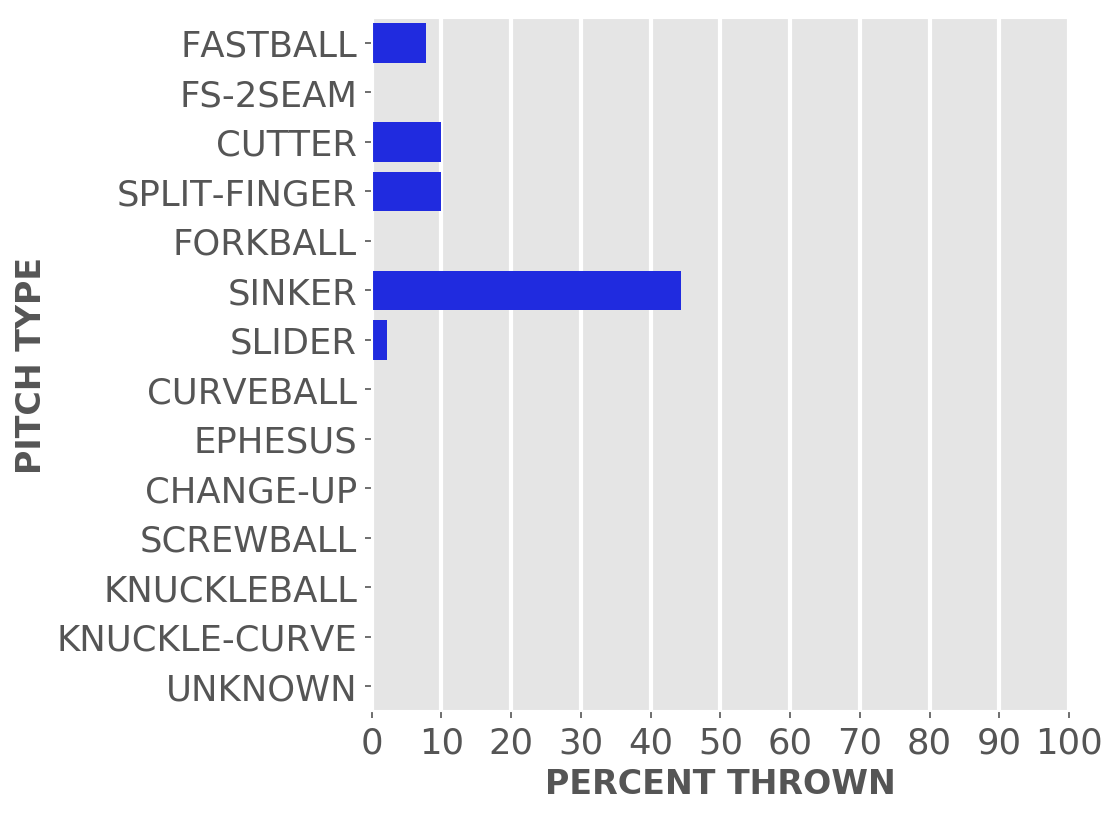 FASTBALL
FS-2SEAM
CUTTER
SPLIT-FINGER
FORKBALL
SINKER
SLIDER
CURVEBALL
EPHESUS
CHANGE-UP
SCREWBALL
KNUCKLEBALL
KNUCKLE-CURVE
UNKNOWN
PITCH TYPE
0 10 20 30 40 50 60 70 80 90 100
PERCENT THROWN